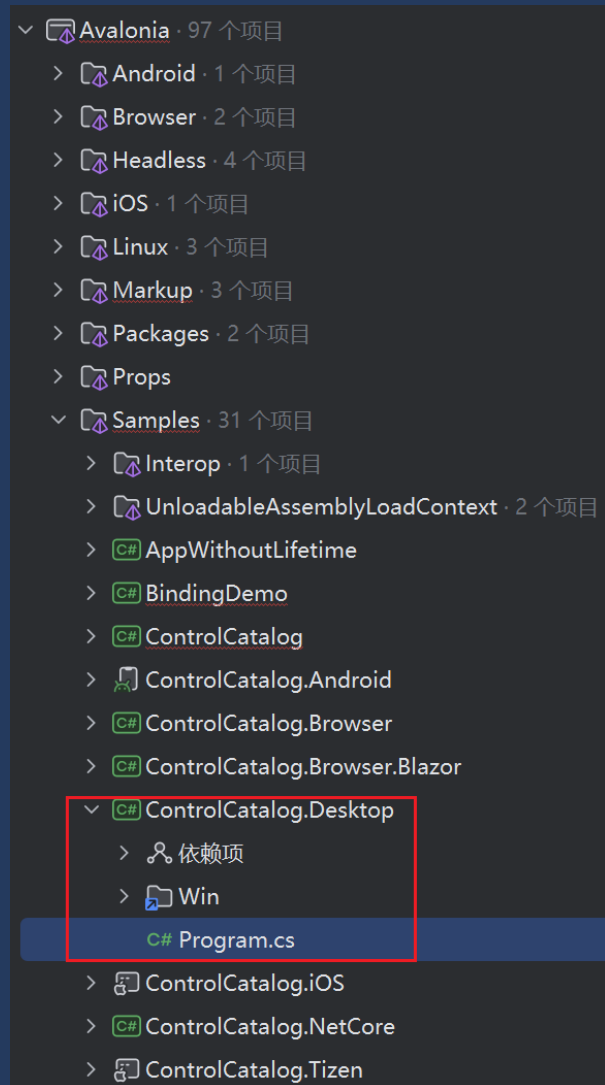 Avalonia · 97 个项目
Android · 1 个项目
Browser · 2 个项目
Headless · 4 个项目
iOS · 1 个项目
Linux · 3 个项目
Markup · 3 个项目
Packages · 2 个项目
Props
Samples · 31 个项目
Interop · 1 个项目
UnloadableAssemblyLoadContext · 2 个项目
C# AppWithoutLifetime
C# BindingDemo
C# ControlCatalog
ControlCatalog.Android
C# ControlCatalog.Browser
C# ControlCatalog.Browser.Blazor
C# ControlCatalog.Desktop
依赖项
Win
C# Program.cs
ControlCatalog.iOS
C# ControlCatalog.NetCore
ControlCatalog.Tizen